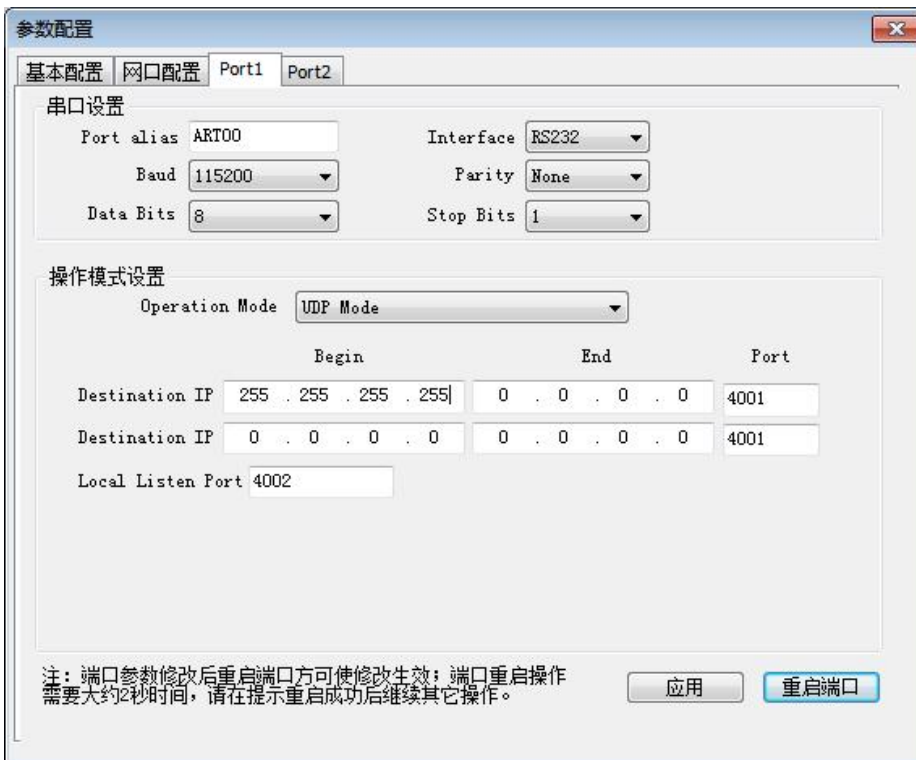 参数配置
基本配置 网口配置 Port1 Port2
串口设置
Port alias ART00 Interface RS232
Baud 115200 Parity None
Data Bits 8 Stop Bits 1
操作模式设置
Operation Mode UDP Mode
Begin End Port
Destination IP 255 . 255 . 255 . 255 0 . 0 . 0 . 0 4001
Destination IP 0 . 0 . 0 . 0 0 . 0 . 0 . 0 4001
Local Listen Port 4002
注：端口参数修改后重启端口方可使修改生效；端口重启操作
需要大约2秒时间，请在提示重启成功后继续其它操作。
应用 重启端口